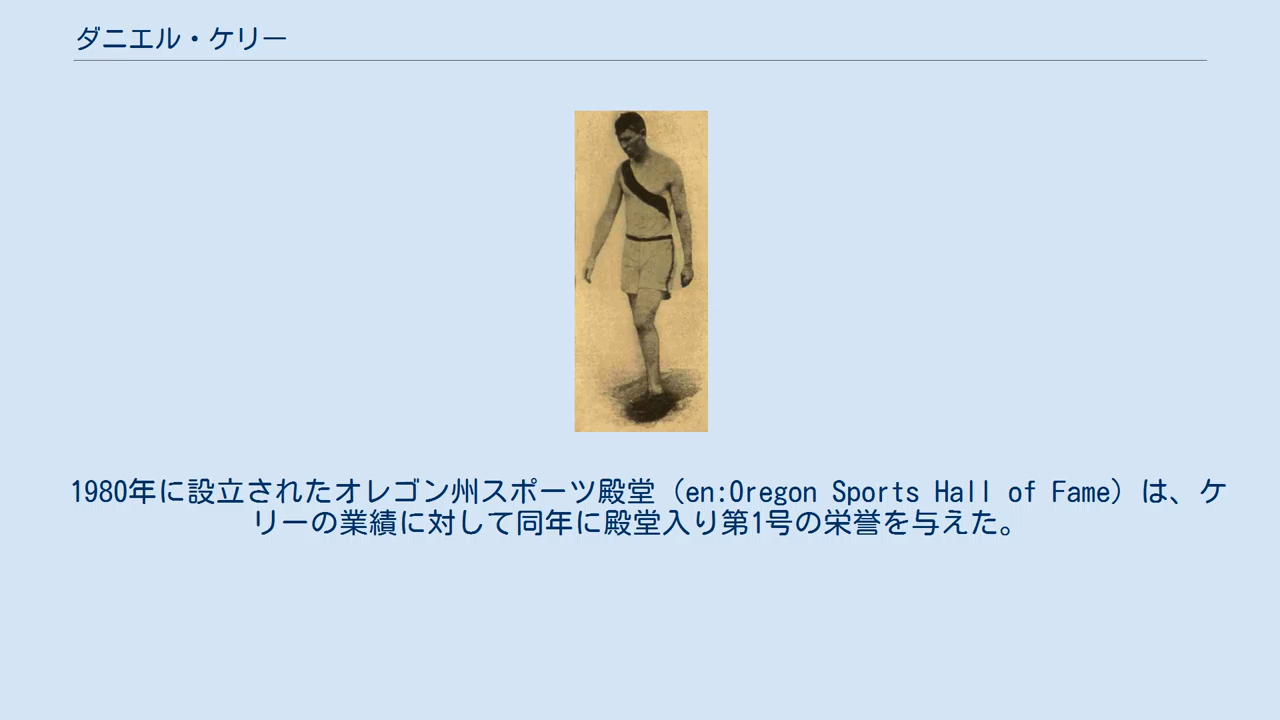 ダニエル・ケリー
1980年に設立されたオレゴン州スポーツ殿堂（en:Oregon Sports Hall of Fame）は、ケ
リーの業績に対して同年に殿堂入り第1号の栄誉を与えた。